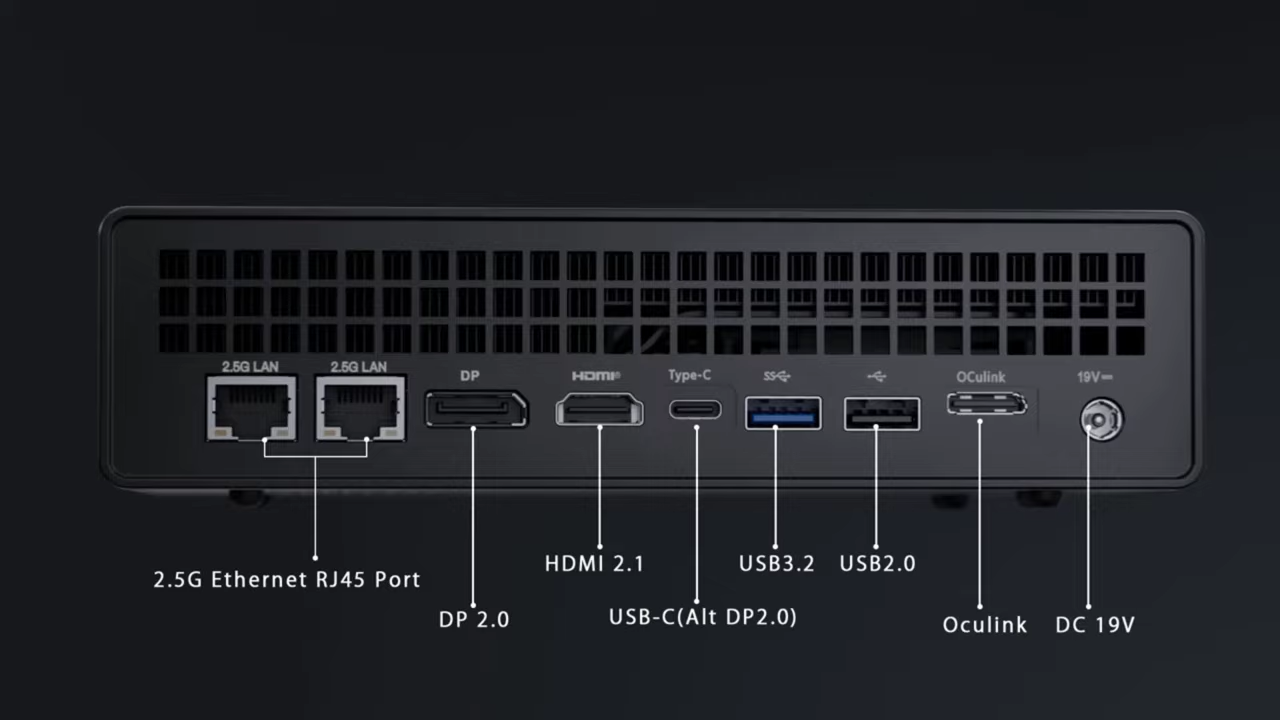 2.5G LAN
2.5G LAN
DP
HDMI®
Type-C
SS
OCulink
19V
2.5G Ethernet RJ45 Port
DP 2.0
HDMI 2.1
USB-C(Alt DP2.0)
USB3.2
USB2.0
Oculink
DC 19V